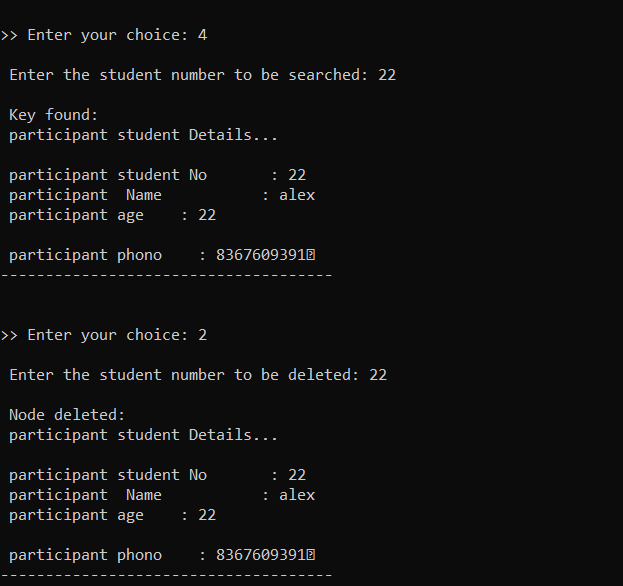 >> Enter your choice: 4
Enter the student number to be searched: 22
Key found:
participant student Details...
participant student No       : 22
participant  Name           : alex
participant age    : 22
participant phono    : 8367609391⍰
-------------------------------------
>> Enter your choice: 2
Enter the student number to be deleted: 22
Node deleted:
participant student Details...
participant student No       : 22
participant  Name           : alex
participant age    : 22
participant phono    : 8367609391⍰
-------------------------------------